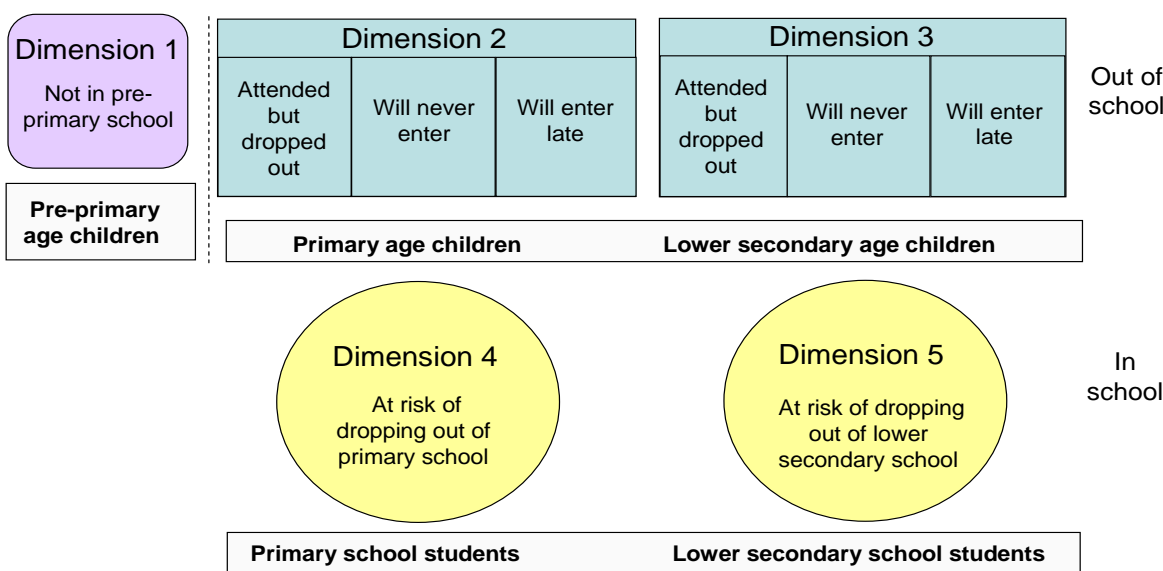 Dimension 1
Not in pre-
primary school
Pre-primary
age children
Dimension 2
Attended
but
dropped
out
Will never
enter
Will enter
late
Dimension 3
Attended
but
dropped
out
Will never
enter
Will enter
late
Out of
school
Primary age children
Lower secondary age children
Dimension 4
At risk of
dropping out of
primary school
Dimension 5
At risk of dropping
out of lower
secondary school
In
school
Primary school students
Lower secondary school students